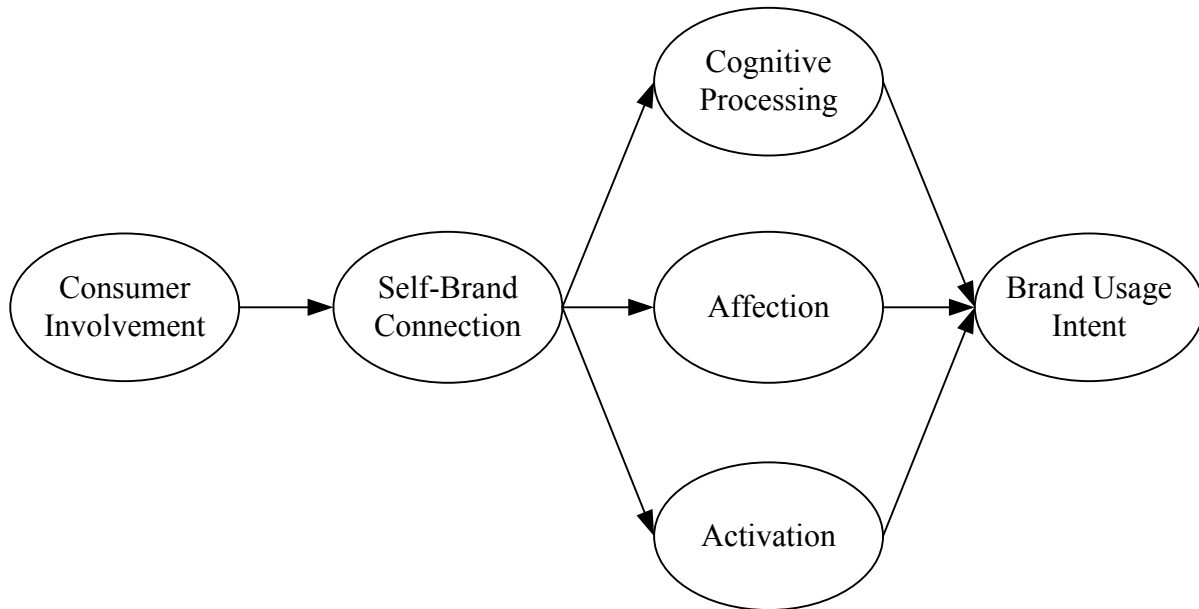 Cognitive
Processing
Consumer
Involvement
Self-Brand
Connection
Affection
Brand Usage
Intent
Activation